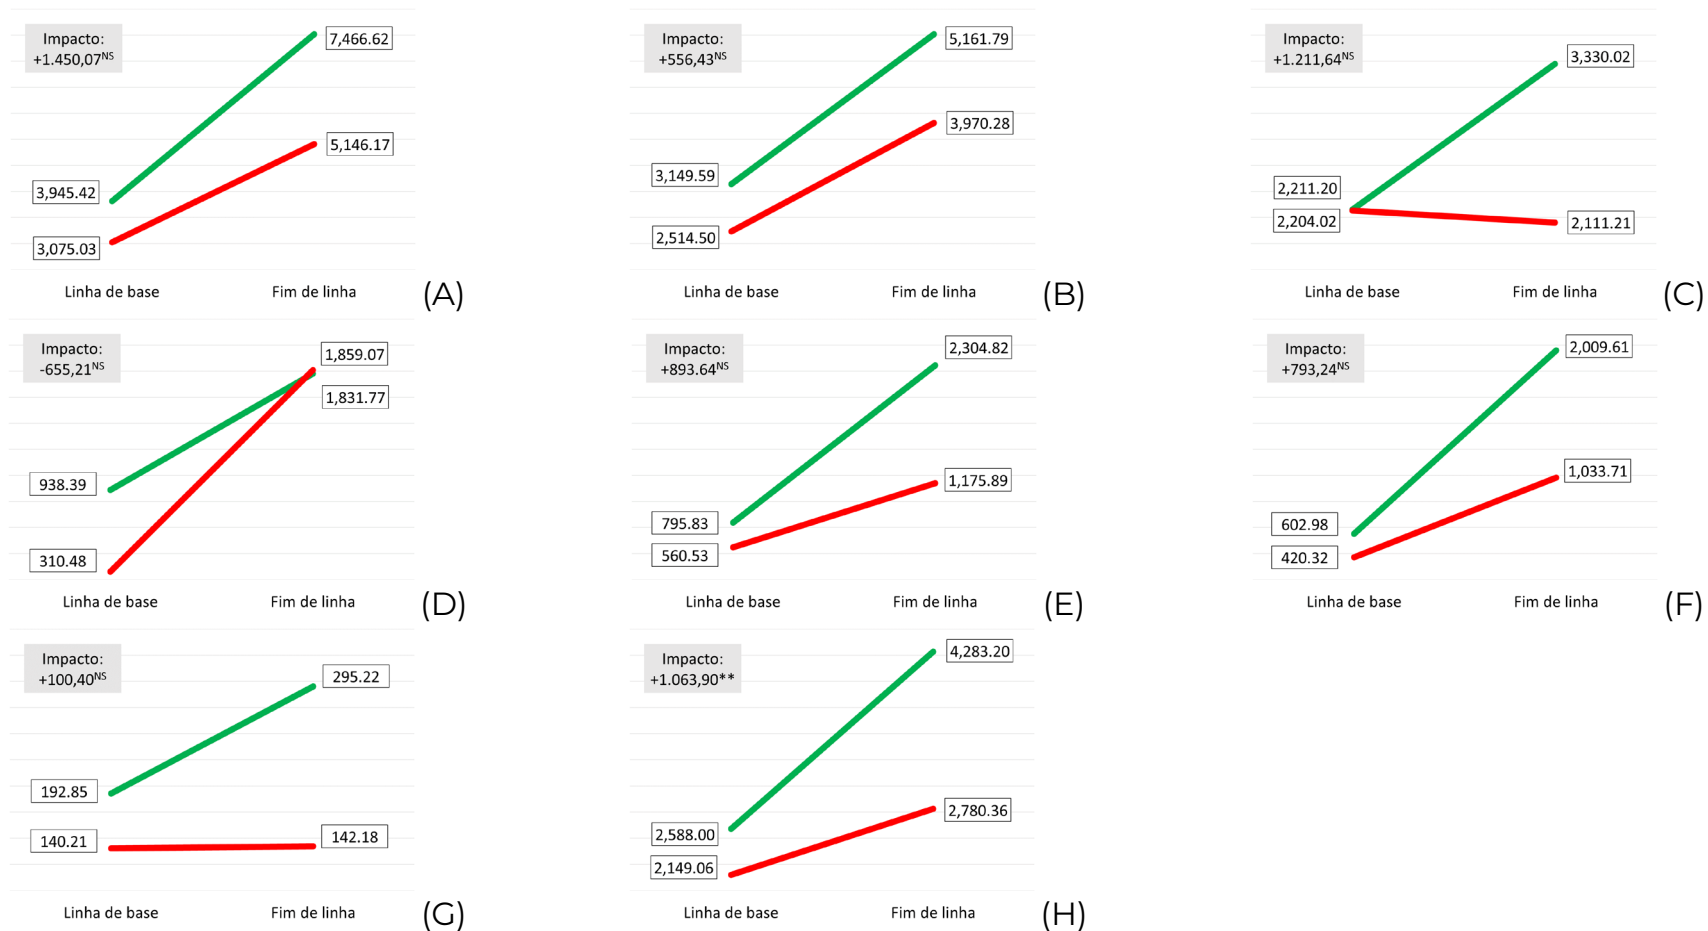 Impacto:
+1.450,07NS
7,466.62
5,146.17
3,945.42
3,075.03
Linha de base
Fim de linha
(A)
Impacto:
+556,43NS
5,161.79
3,970.28
3,149.59
2,514.50
Linha de base
Fim de linha
(B)
Impacto:
+1.211,64NS
3,330.02
2,211.20
2,204.02
2,111.21
Linha de base
Fim de linha
(C)
Impacto:
-655,21NS
1,859.07
1,831.77
938.39
310.48
Linha de base
Fim de linha
(D)
Impacto:
+893.64NS
2,304.82
1,175.89
795.83
560.53
Linha de base
Fim de linha
(E)
Impacto:
+793,24NS
2,009.61
1,033.71
602.98
420.32
Linha de base
Fim de linha
(F)
Impacto:
+100,40NS
295.22
192.85
140.21
142.18
Linha de base
Fim de linha
(G)
Impacto:
+1.063,90**
4,283.20
2,780.36
2,588.00
2,149.06
Linha de base
Fim de linha
(H)